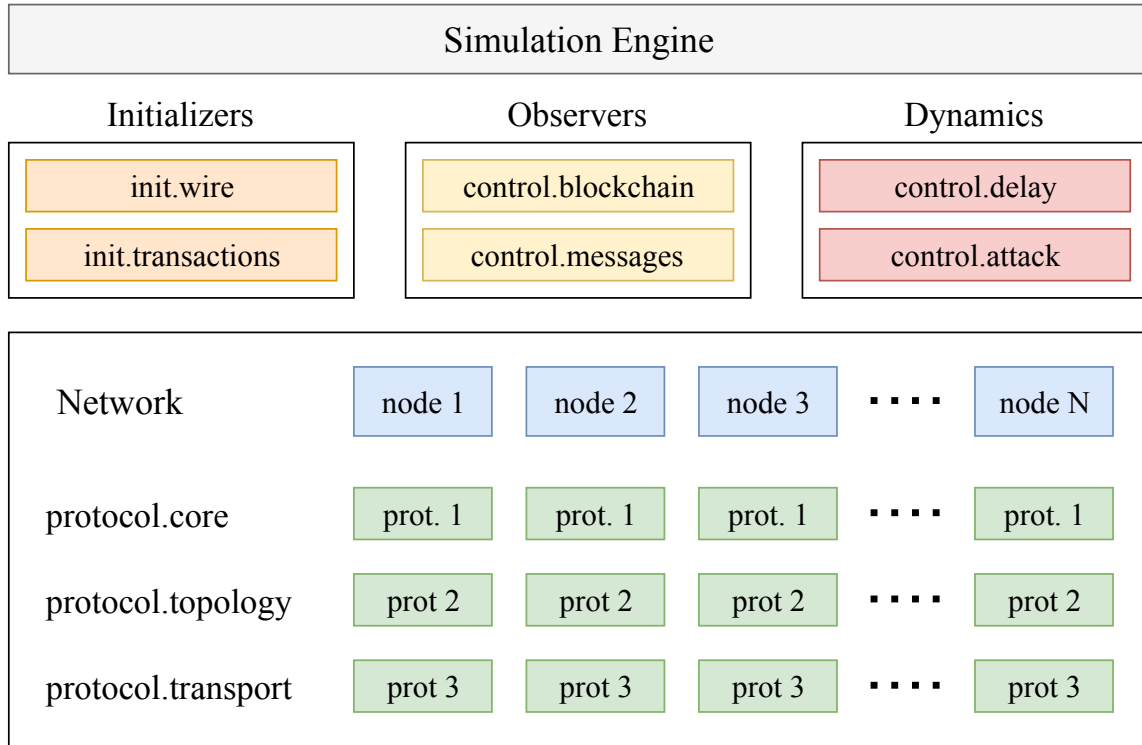 Simulation Engine
Initializers Observers Dynamics
init.wire control.blockchain control.delay
init.transactions control.messages control.attack
Network node 1 node 2 node 3 .... node N
protocol.core prot. 1 prot. 1 prot. 1 .... prot. 1
protocol.topology prot 2 prot 2 prot 2 .... prot 2
protocol.transport prot 3 prot 3 prot 3 .... prot 3